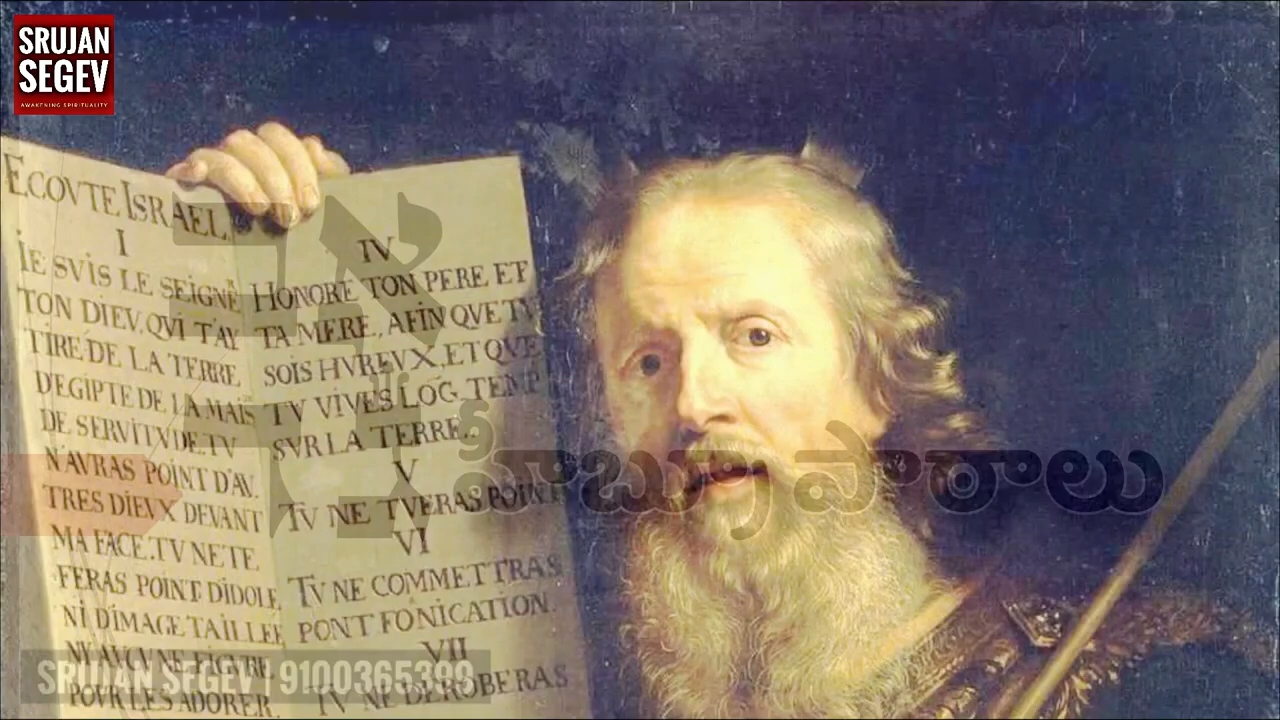 SRUJAN
SEGEV
AWAKENING SPIRITUALITY
ECOVTE ISRAEL.
I
IE SVIS LE SEIGNE
TON DIEV, QVI T'AY
TIRE DE LA TERRE
D'EGIPTE DE LA MAIS
DE SERVITVDE.TV
N'AVRAS POINT D'AV.
TRES DIEVX DEVANT
MA FACE.TV NE TE
FERAS POINT D'IDOLE
NI D'IMAGE TAILLEE
NY AVCVNE FIGVRE
POVR LES ADORER.
IV
HONORE TON PERE ET
TA MERE, AFIN QVE TV
SOIS HVREVX, ET QVE
TV VIVES LOG. TEMP
SVR LA TERRE.
V
TV NE TVERAS POINT
VI
TV NE COMMETTRAS
PONT FONICATION.
VII
TV NE DEROBERAS
SRUJAN SEGEV | 9100365399